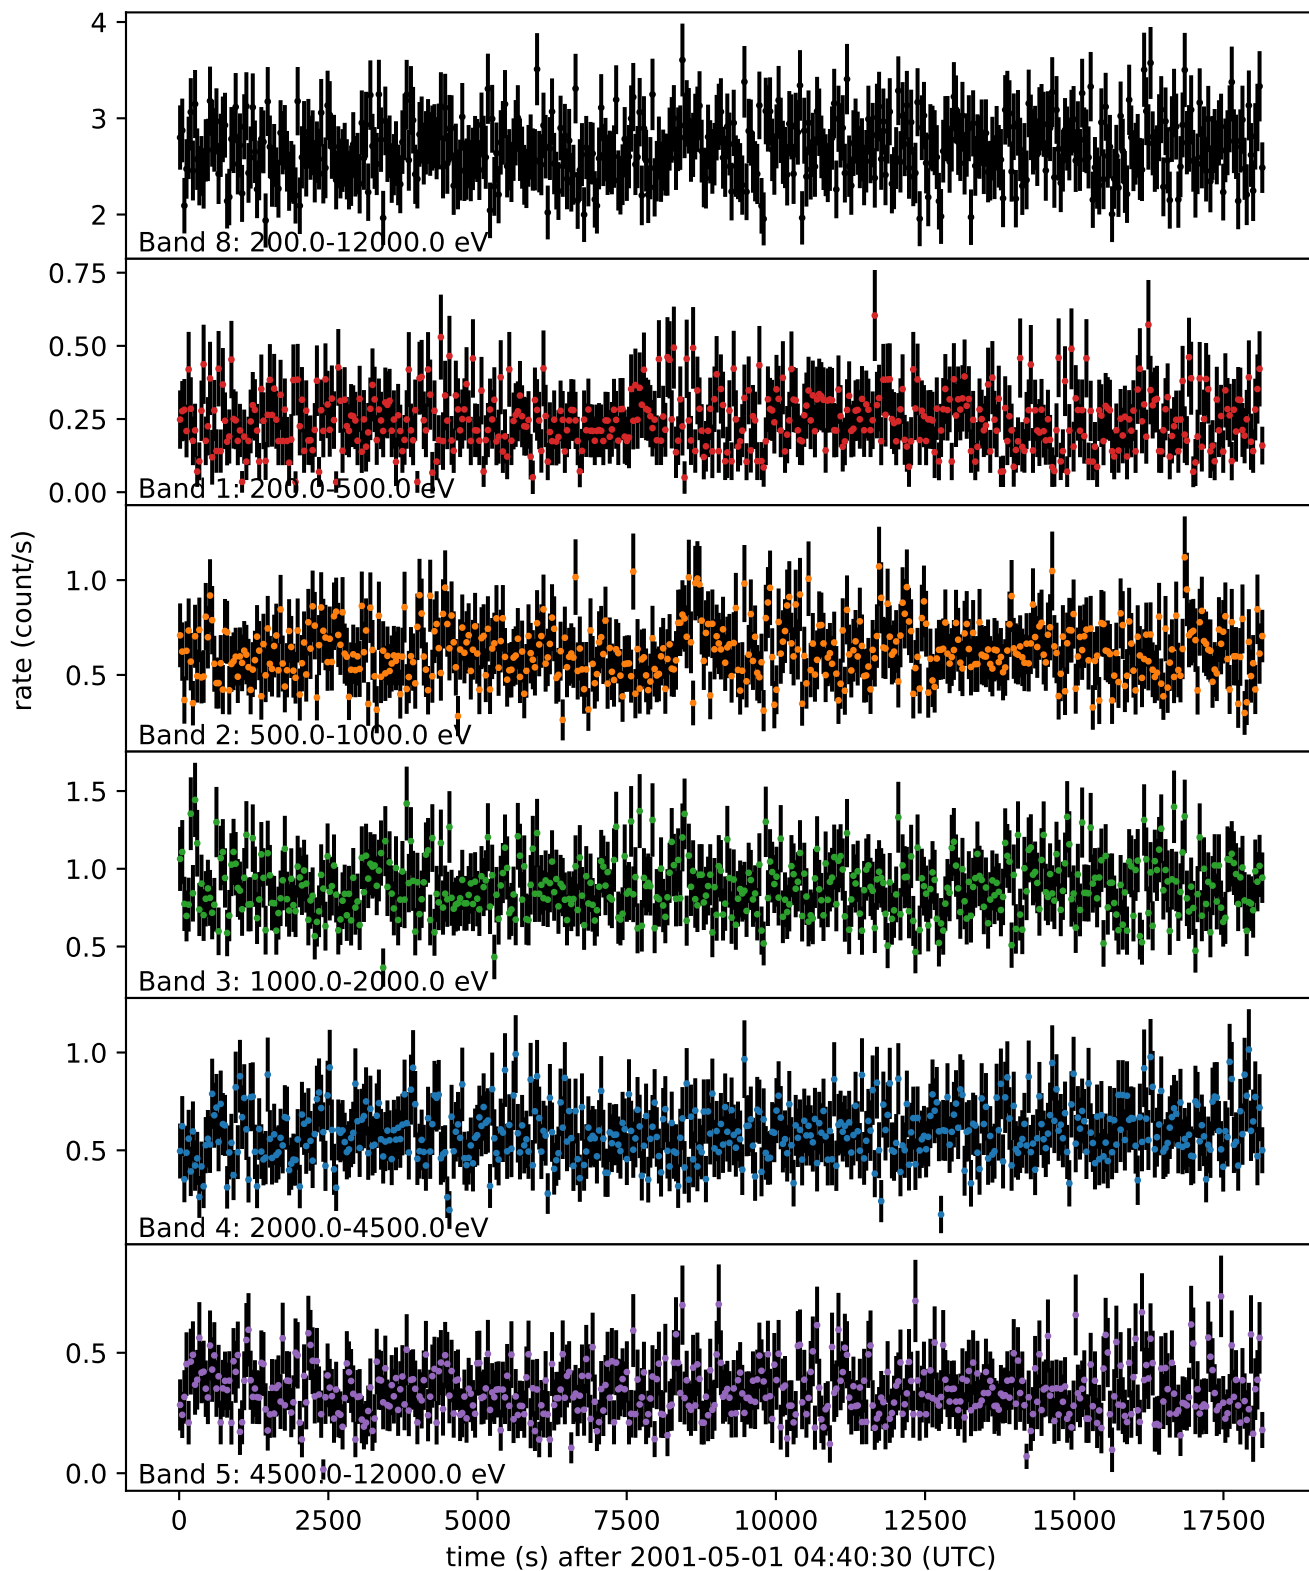 4
3
2
Band 8: 200.0-12000.0 eV
0.75
0.50
0.25
0.00
Band 1: 200.0-500.0 eV
rate (count/s)
1.0
0.5
Band 2: 500.0-1000.0 eV
1.5
1.0
0.5
Band 3: 1000.0-2000.0 eV
1.0
0.5
Band 4: 2000.0-4500.0 eV
0.5
0.0
Band 5: 4500.0-12000.0 eV
0 2500 5000 7500 10000 12500 15000 17500
time (s) after 2001-05-01 04:40:30 (UTC)